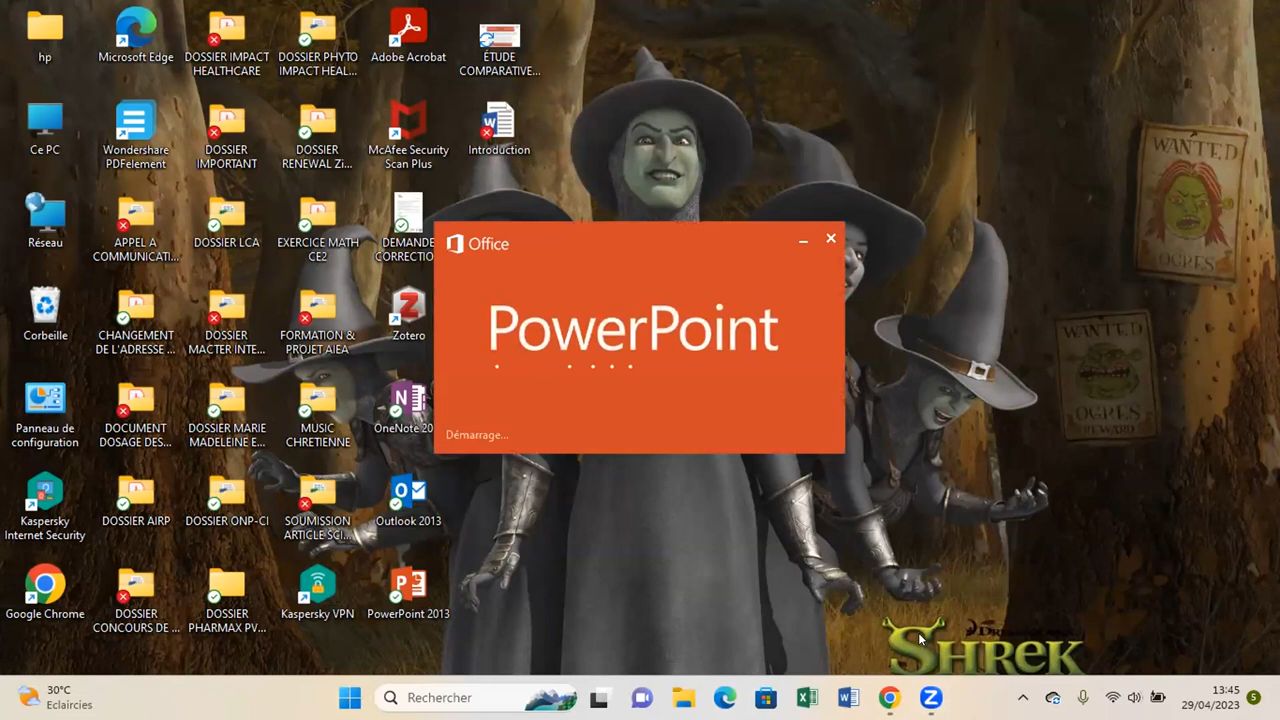 hp
Microsoft Edge
DOSSIER IMPACT
HEALTHCARE
DOSSIER PHYTO
IMPACT HEAL...
Adobe Acrobat
ÉTUDE
COMPARATIVE...
Ce PC
Wondershare
PDFelement
DOSSIER
IMPORTANT
DOSSIER
RENEWAL Zi...
McAfee Security
Scan Plus
Introduction
Réseau
APPEL A
COMMUNICATI...
DOSSIER LCA
EXERCICE MATH
CE2
DEMANDE
CORRECTIO
Corbeille
CHANGEMENT
DE L'ADRESSE ...
DOSSIER
MACTER INTE...
FORMATION &
PROJET AIEA
Zotero
Panneau de
configuration
DOCUMENT
DOSAGE DES...
DOSSIER MARIE
MADELEINE E...
MUSIC
CHRETIENNE
OneNote 20
Kaspersky
Internet Security
DOSSIER AIRP
DOSSIER ONP-CI
SOUMISSION
ARTICLE SCI...
Outlook 2013
Google Chrome
DOSSIER
CONCOURS DE ...
DOSSIER
PHARMAX PV...
Kaspersky VPN
PowerPoint 2013
Office
PowerPoint
Démarrage...
WANTED
OGRES
WANTED
OGRES
REWARD
SHREK
30°C
Eclaircies
Rechercher
13:45
29/04/2023
5